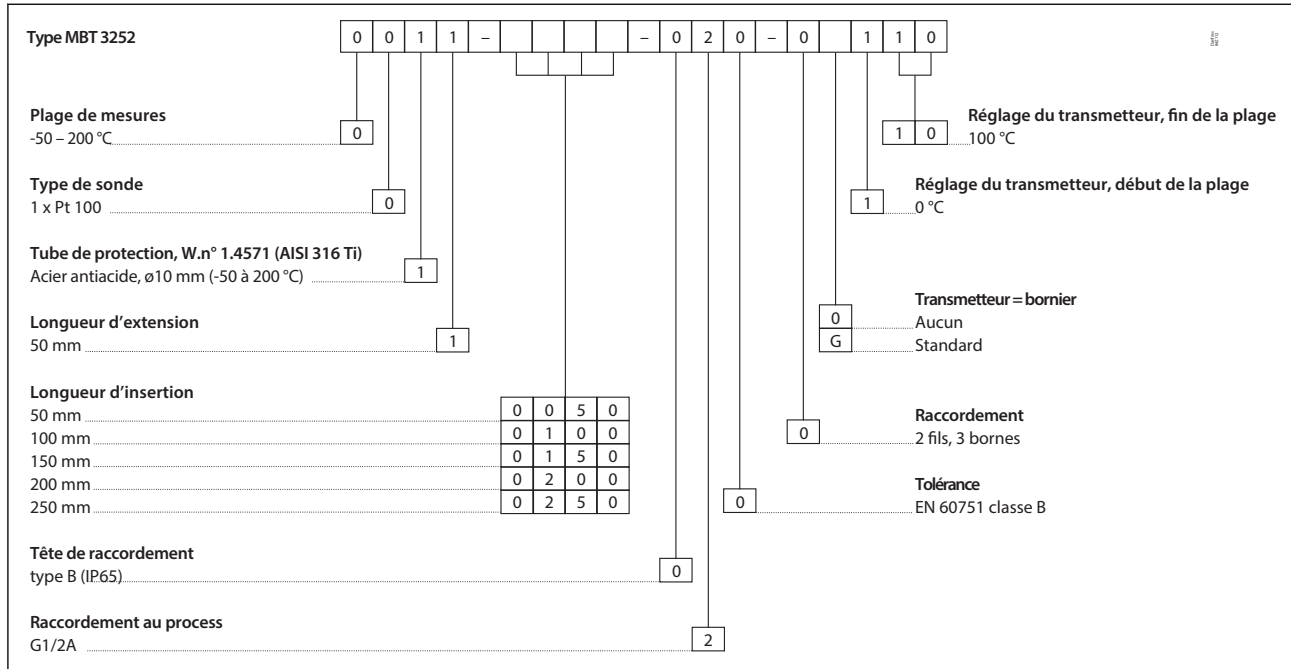 Type MBT 3252
0 0 1 1 – – 0 2 0 – 0 1 1 0
Plage de mesures
-50 – 200 °C 0
Type de sonde
1 x Pt 100 0
Tube de protection, W.n° 1.4571 (AISI 316 Ti)
Acier antiacide, ø10 mm (-50 à 200 °C) 1
Longueur d’extension
50 mm 1
Longueur d’insertion
50 mm 0 0 5 0
100 mm 0 1 0 0
150 mm 0 1 5 0
200 mm 0 2 0 0
250 mm 0 2 5 0
Tête de raccordement
type B (IP65) 0
Raccordement au process
G1/2A 2
Réglage du transmetteur, fin de la plage
1 0 100 °C
Réglage du transmetteur, début de la plage
1 0 °C
Transmetteur = bornier
0 Aucun
G Standard
Raccordement
0 2 fils, 3 bornes
Tolérance
0 EN 60751 classe B